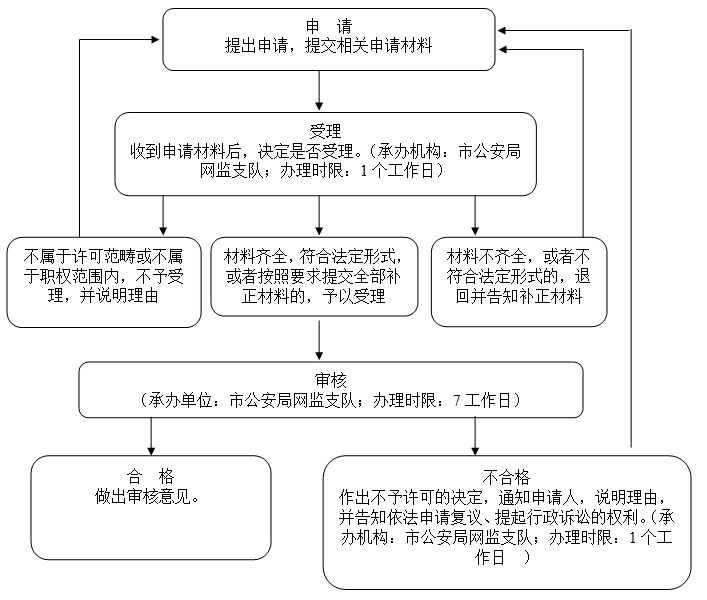 申　请
提出申请，提交相关申请材料
受理
收到申请材料后，决定是否受理。（承办机构：市公安局
网监支队；办理时限：1个工作日）
不属于许可范畴或不属
于职权范围内，不予受
理，并说明理由
材料齐全，符合法定形式，
或者按照要求提交全部补
正材料的，予以受理
材料不齐全，或者不
符合法定形式的，退
回并告知补正材料
审核
（承办单位：市公安局网监支队；办理时限：7工作日）
合　格
做出审核意见。
不合格
作出不予许可的决定，通知申请人，说明理由，
并告知依法申请复议、提起行政诉讼的权利。（承
办机构：市公安局网监支队；办理时限：1个工
作日　）